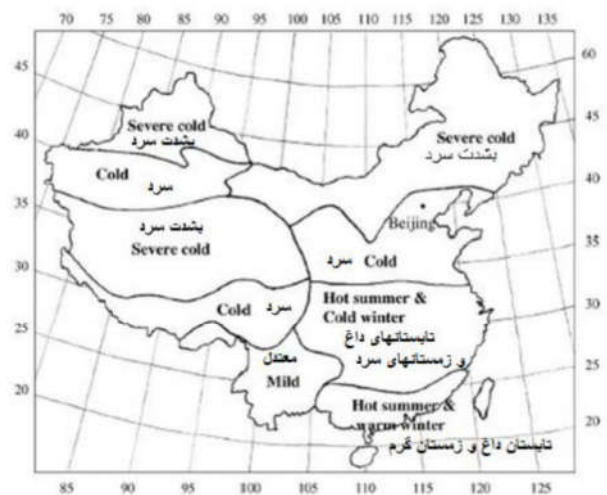 70 75 80 85 90 95 100 105 110 115 120 125 130 135
45
40
35
30
25
20
60
45
40
35
30
25
20
85 90 95 100 105 110 115 120 125
Severe cold
بشدت سرد
Severe cold
بشدت سرد
Cold
سرد
Beijing
بشدت سرد
Severe cold
سرد Cold
Cold سرد
Hot summer &
Cold winter
تابستانهای داغ
و زمستانهای سرد
معتدل
Mild
Hot summer &
warm winter
تابستان داغ و زمستان گرم